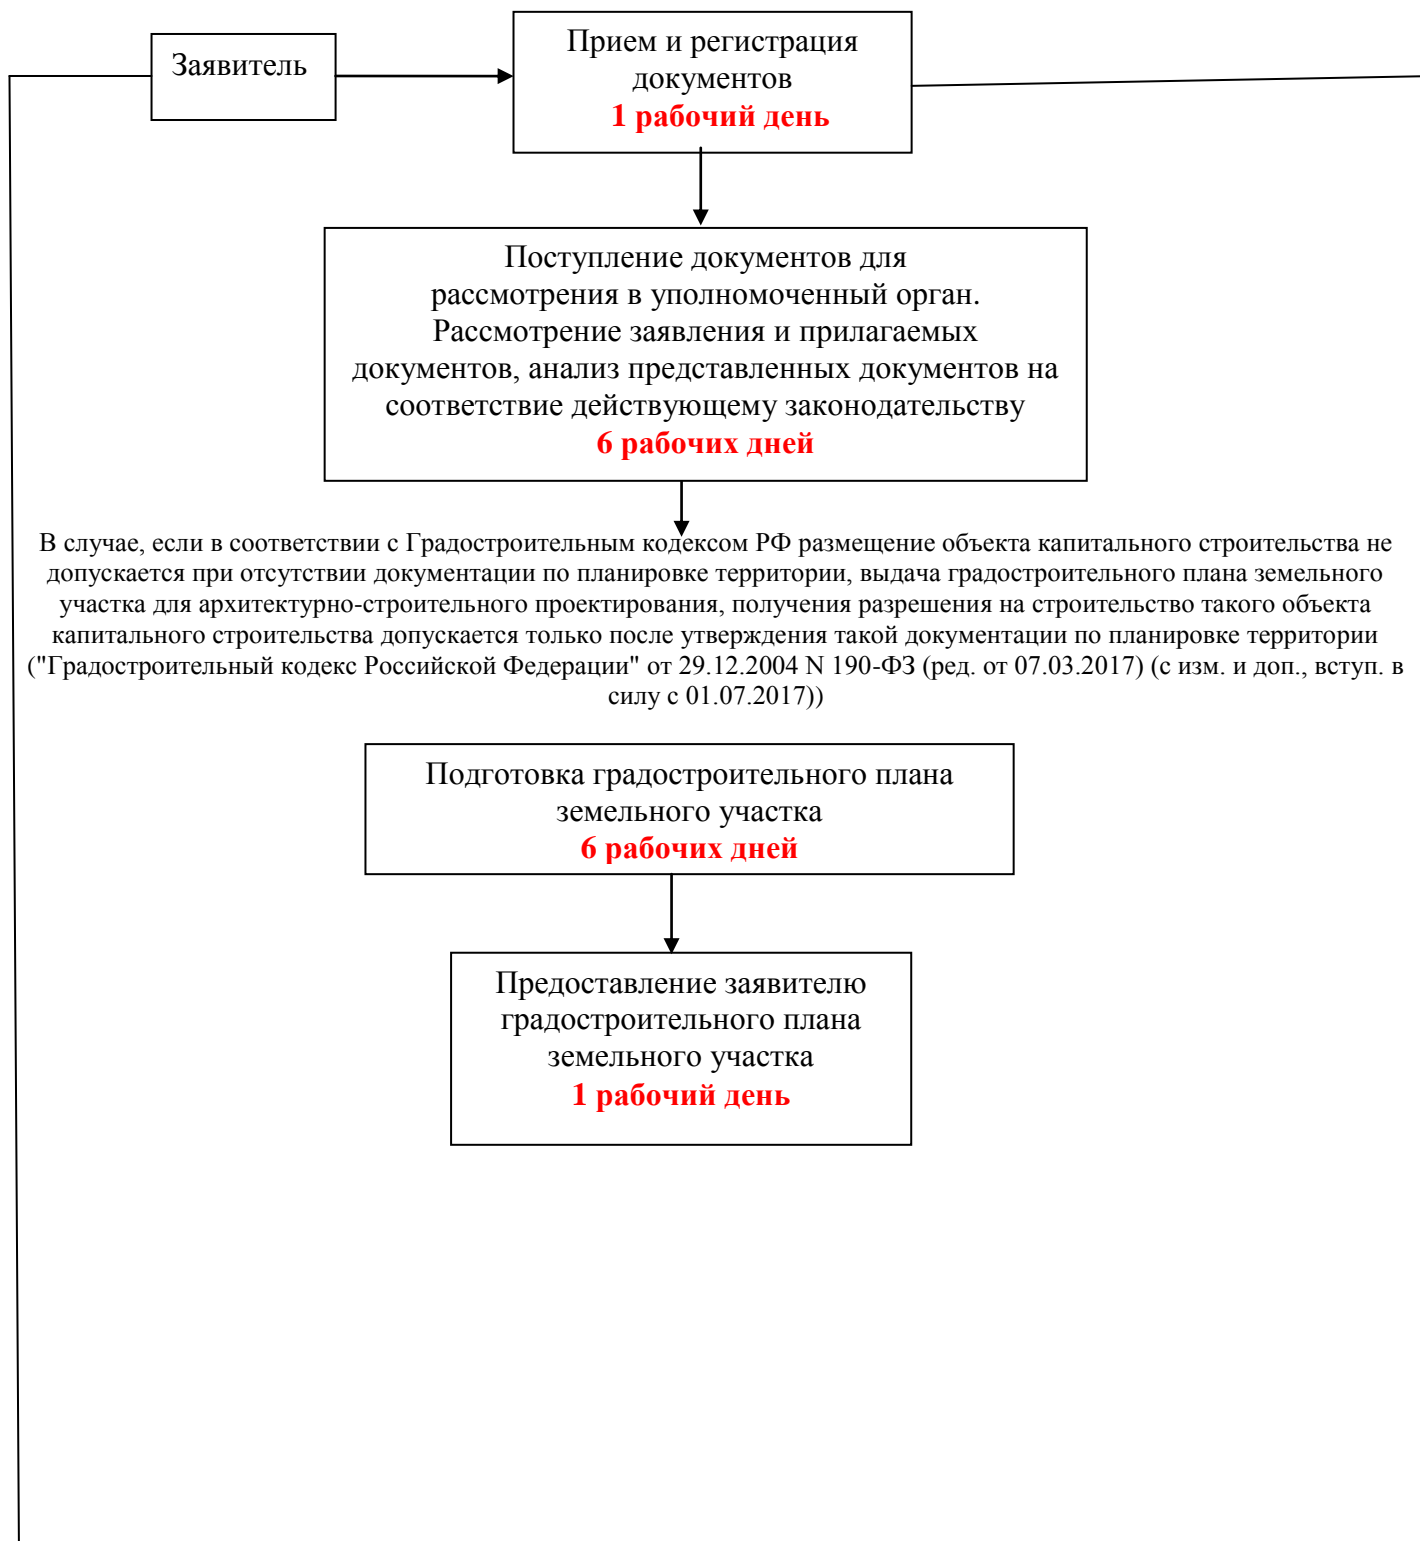 Заявитель
Прием и регистрация
документов
1 рабочий день
Поступление документов для
рассмотрения в уполномоченный орган.
Рассмотрение заявления и прилагаемых
документов, анализ представленных документов на
соответствие действующему законодательству
6 рабочих дней
В случае, если в соответствии с Градостроительным кодексом РФ размещение объекта капитального строительства не
допускается при отсутствии документации по планировке территории, выдача градостроительного плана земельного
участка для архитектурно-строительного проектирования, получения разрешения на строительство такого объекта
капитального строительства допускается только после утверждения такой документации по планировке территории
("Градостроительный кодекс Российской Федерации" от 29.12.2004 N 190-ФЗ (ред. от 07.03.2017) (с изм. и доп., вступ. в
силу с 01.07.2017))
Подготовка градостроительного плана
земельного участка
6 рабочих дней
Предоставление заявителю
градостроительного плана
земельного участка
1 рабочий день